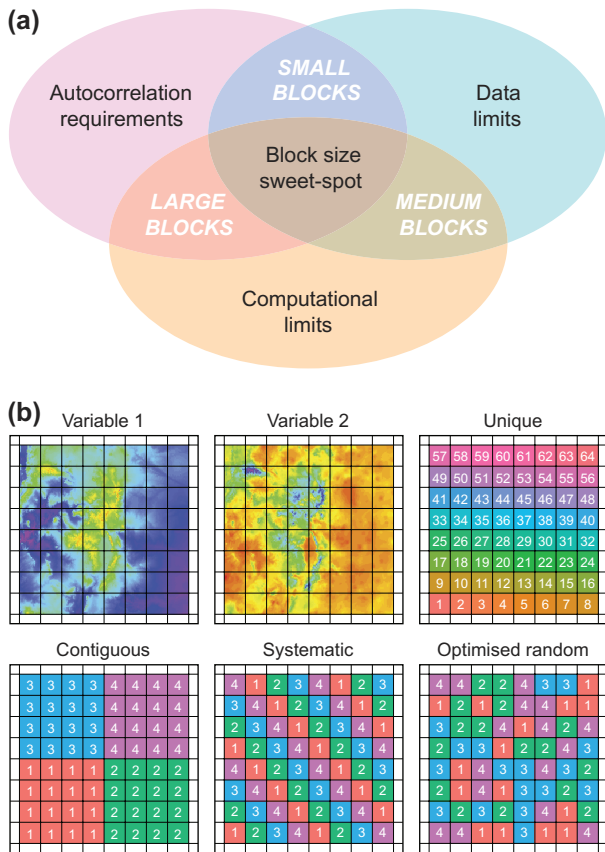 (a)
Autocorrelation
requirements
SMALL
BLOCKS
Data
limits
Block size
sweet-spot
LARGE
BLOCKS
MEDIUM
BLOCKS
Computational
limits
(b)
Variable 1
Variable 2
Unique
57 58 59 60 61 62 63 64
49 50 51 52 53 54 55 56
41 42 43 44 45 46 47 48
33 34 35 36 37 38 39 40
25 26 27 28 29 30 31 32
17 18 19 20 21 22 23 24
9 10 11 12 13 14 15 16
1 2 3 4 5 6 7 8
Contiguous
3 3 3 3 4 4 4 4
3 3 3 3 4 4 4 4
3 3 3 3 4 4 4 4
3 3 3 3 4 4 4 4
1 1 1 1 2 2 2 2
1 1 1 1 2 2 2 2
1 1 1 1 2 2 2 2
1 1 1 1 2 2 2 2
Systematic
4 1 2 3 4 1 2 3
3 4 1 2 3 4 1 2
2 3 4 1 2 3 4 1
1 2 3 4 1 2 3 4
4 1 2 3 4 1 2 3
3 4 1 2 3 4 1 2
2 3 4 1 2 3 4 1
1 2 3 4 1 2 3 4
Optimised random
4 4 2 2 4 3 3 1
1 2 1 2 4 4 1 1
3 2 2 4 1 4 2 4
2 3 3 1 2 2 4 3
3 1 4 3 3 4 3 2
2 1 4 1 1 3 2 3
3 3 2 3 3 4 1 2
4 4 1 1 3 1 1 4